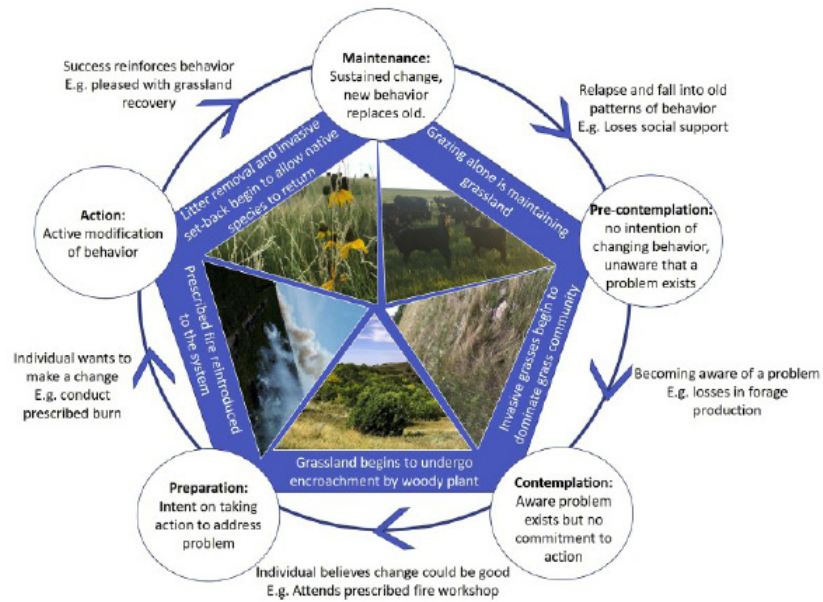 Maintenance:
Sustained change,
new behavior
replaces old.
Relapse and fall into old
patterns of behavior
E.g. Loses social support
Pre-contemplation:
no intention of
changing behavior,
unaware that a
problem exists
Becoming aware of a problem
E.g. losses in forage
production
Contemplation:
Aware problem
exists but no
commitment to
action
Individual believes change could be good
E.g. Attends prescribed fire workshop
Preparation:
Intent on taking
action to address
problem
Individual wants to
make a change
E.g. conduct
prescribed burn
Action:
Active modification
of behavior
Success reinforces behavior
E.g. pleased with grassland
recovery
Grazing alone is maintaining
grassland
Invasive grasses begin to
dominate grass community
Grassland begins to undergo
encroachment by woody plant
Prescribed fire reintroduced
to the system
Litter removal and invasive
set-back begin to allow native
species to return